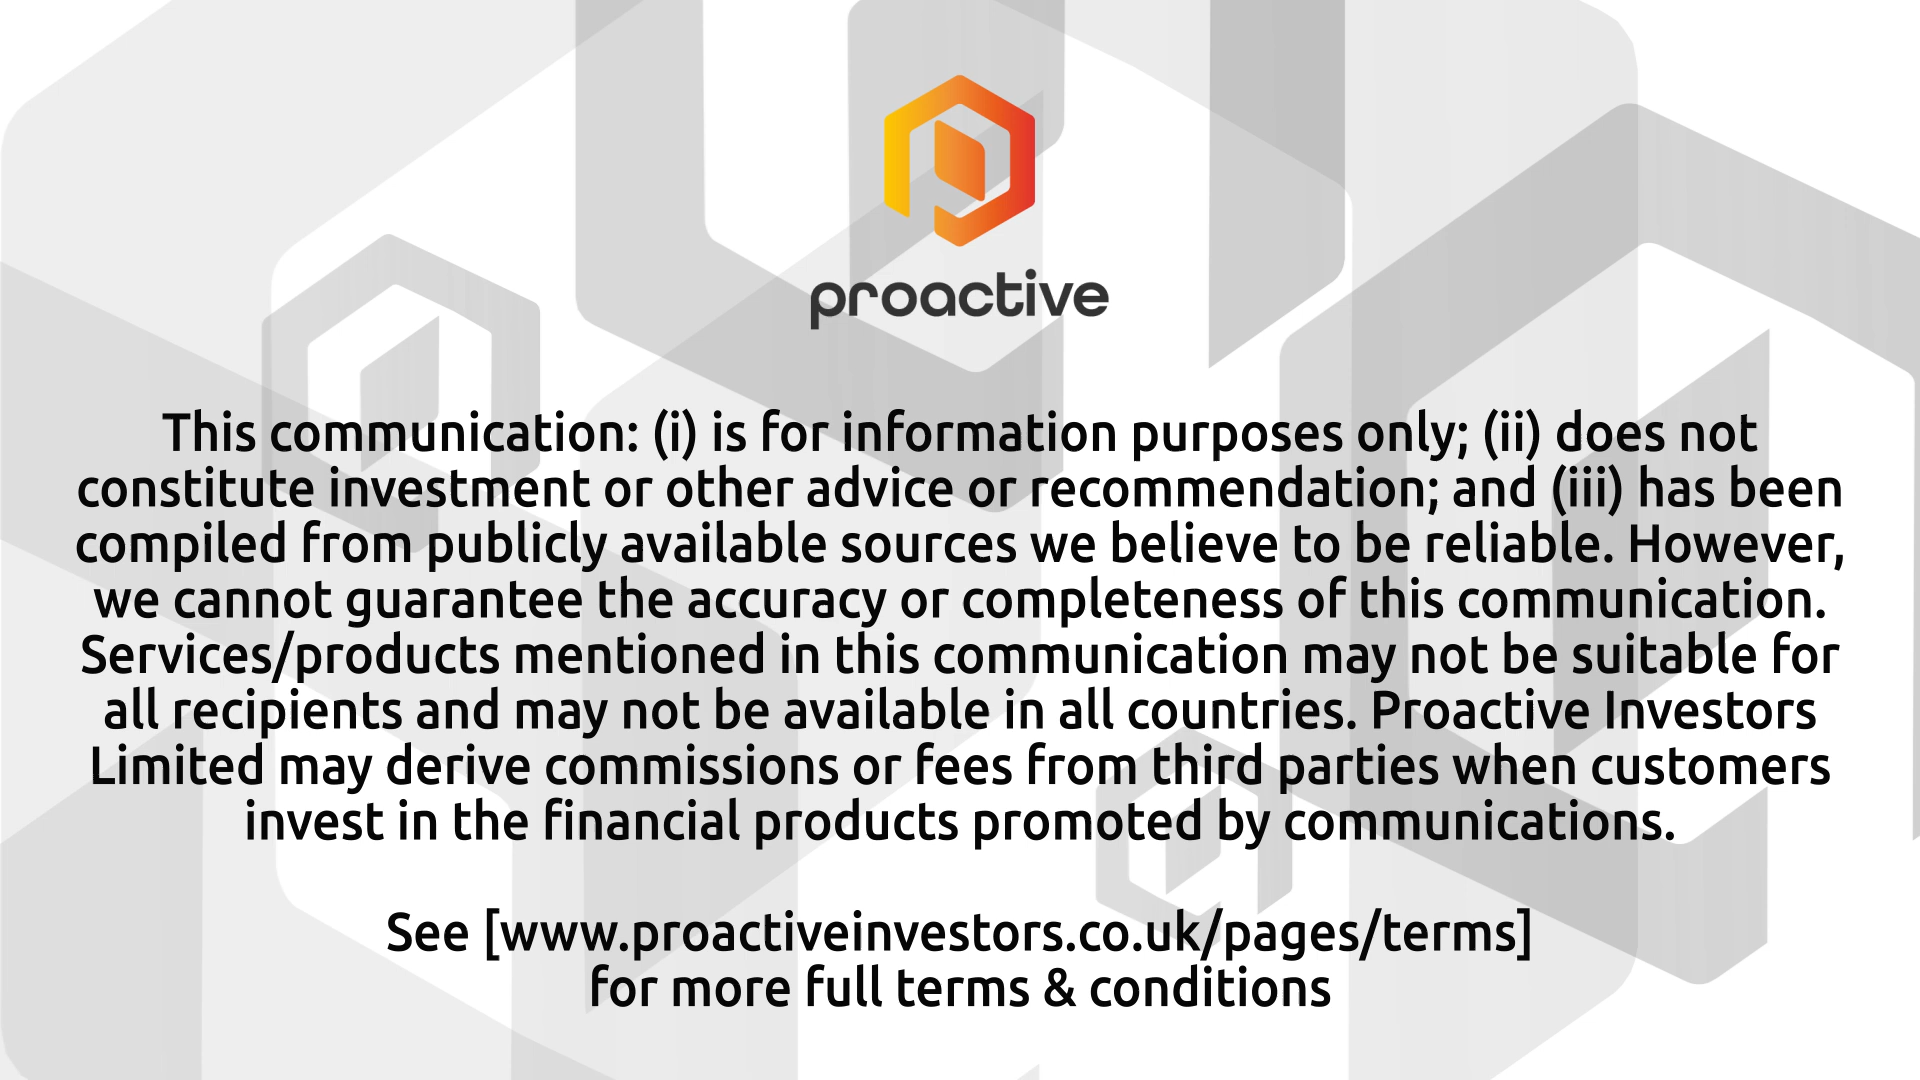 proactive
This communication: (i) is for information purposes only; (ii) does not
constitute investment or other advice or recommendation; and (iii) has been
compiled from publicly available sources we believe to be reliable. However,
we cannot guarantee the accuracy or completeness of this communication.
Services/products mentioned in this communication may not be suitable for
all recipients and may not be available in all countries. Proactive Investors
Limited may derive commissions or fees from third parties when customers
invest in the financial products promoted by communications.
See [www.proactiveinvestors.co.uk/pages/terms]
for more full terms & conditions